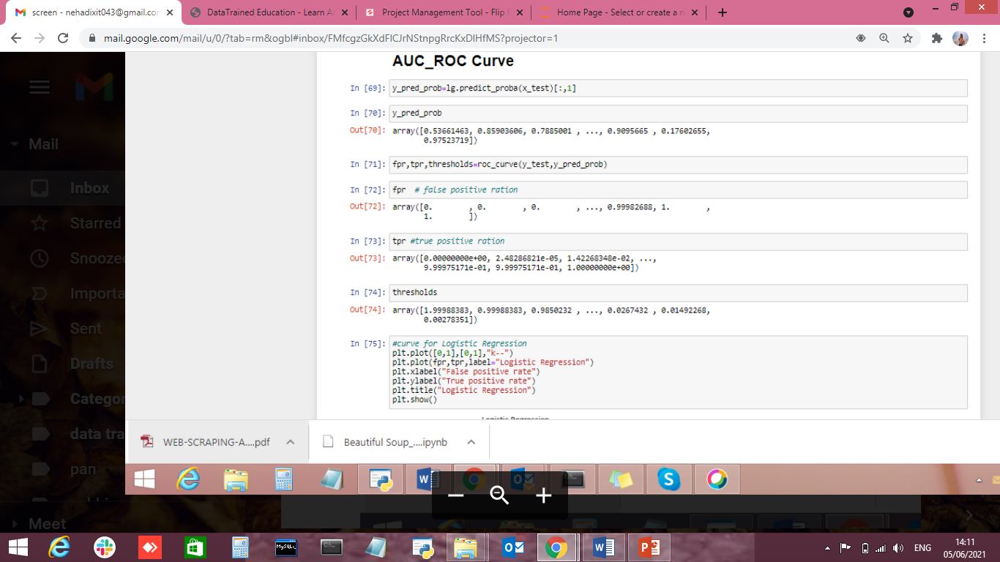 screen - nehadixit043@gmail.com
DataTrained Education - Learn A
Project Management Tool - Flip
Home Page - Select or create a n
mail.google.com/mail/u/0/?tab=rm&ogbl#inbox/FMfcgzGkXdFlCJrNStnpgRrcKxDlHfMS?projector=1
Mail
Inbox
Starred
Snoozed
Importa
Sent
Drafts
Categor
data tra
pan
Meet
AUC_ROC Curve
In [69]: y_pred_prob=lg.predict_proba(x_test)[:,1]
In [70]: y_pred_prob
Out[70]: array([0.53661463, 0.85903606, 0.7885001 , ..., 0.9095665 , 0.17602655,
0.97523719])
In [71]: fpr,tpr,thresholds=roc_curve(y_test,y_pred_prob)
In [72]: fpr  # false positive ration
Out[72]: array([0.        , 0.        , 0.        , ..., 0.99982688, 1.        ,
1.        ])
In [73]: tpr #true positive ration
Out[73]: array([0.00000000e+00, 2.48286821e-05, 1.42268348e-02, ...,
9.99975171e-01, 9.99975171e-01, 1.00000000e+00])
In [74]: thresholds
Out[74]: array([1.99988383, 0.99988383, 0.9850232 , ..., 0.0267432 , 0.01492268,
0.00278351])
In [75]: #curve for Logistic Regression
plt.plot([0,1],[0,1],"k--")
plt.plot(fpr,tpr,label="Logistic Regression")
plt.xlabel("False positive rate")
plt.ylabel("True positive rate")
plt.title("Logistic Regression")
plt.show()
Logistic Regression
WEB-SCRAPING-A....pdf
Beautiful Soup_....ipynb
MySQL
ENG
14:11
05/06/2021